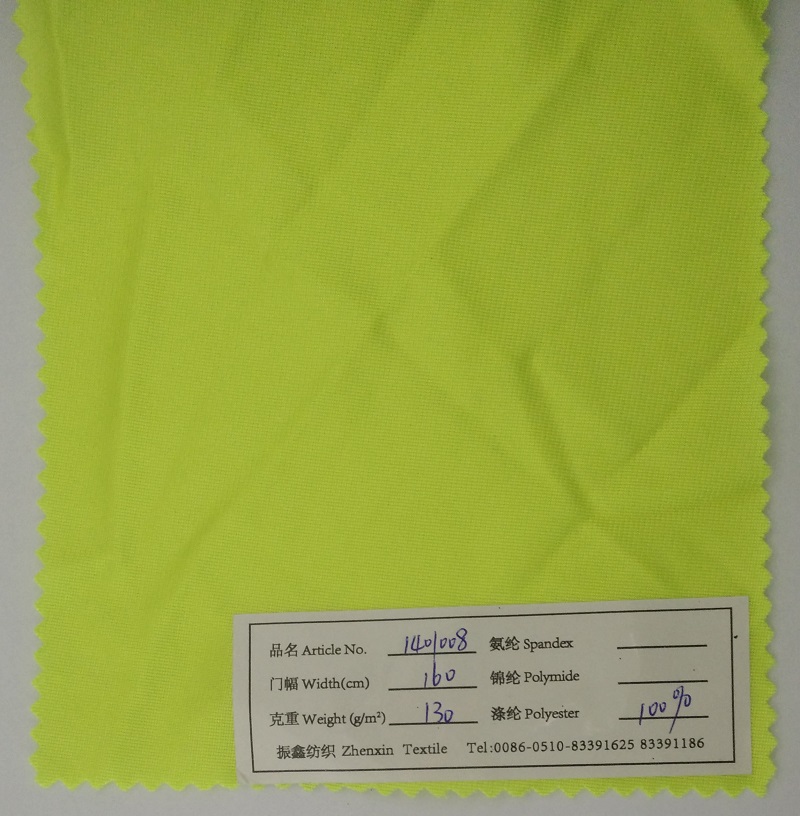 品名 Article No. 1401008 氨纶 Spandex
门幅 Width(cm) 160 锦纶 Polymide
克重 Weight (g/m²) 130 涤纶 Polyester 100%
振鑫纺织 Zhenxin Textile Tel:0086-0510-83391625 83391186